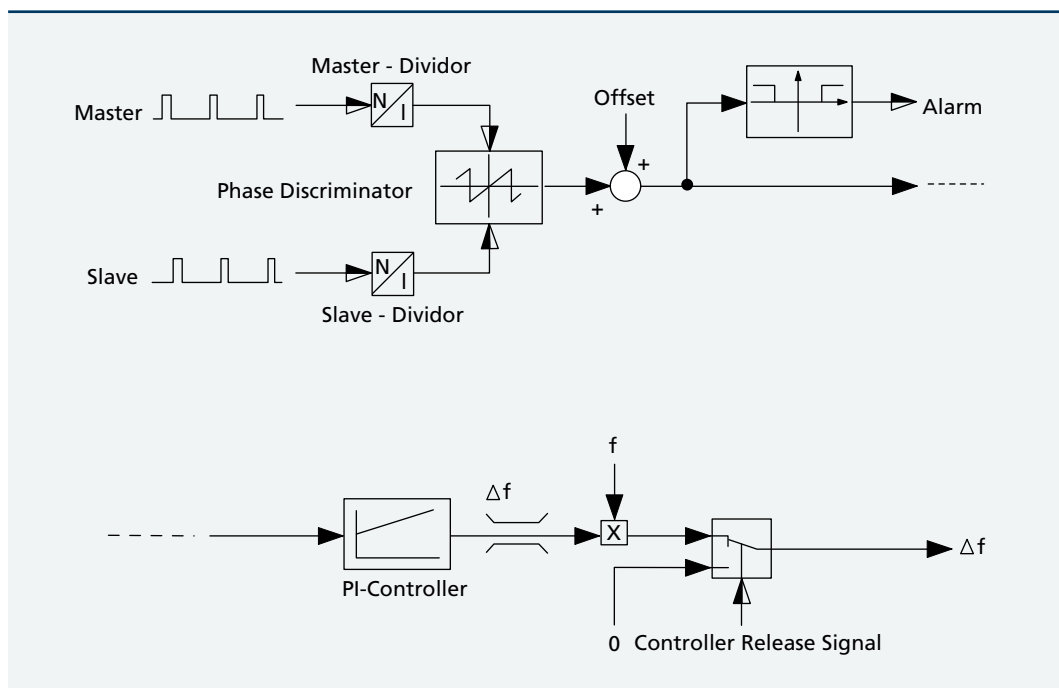 Master - Dividor
Master
N
I
Offset
+
+
Alarm
Phase Discriminator
Slave
N
I
Slave - Dividor
f
Δf
X
PI-Controller
Δf
0
Controller Release Signal